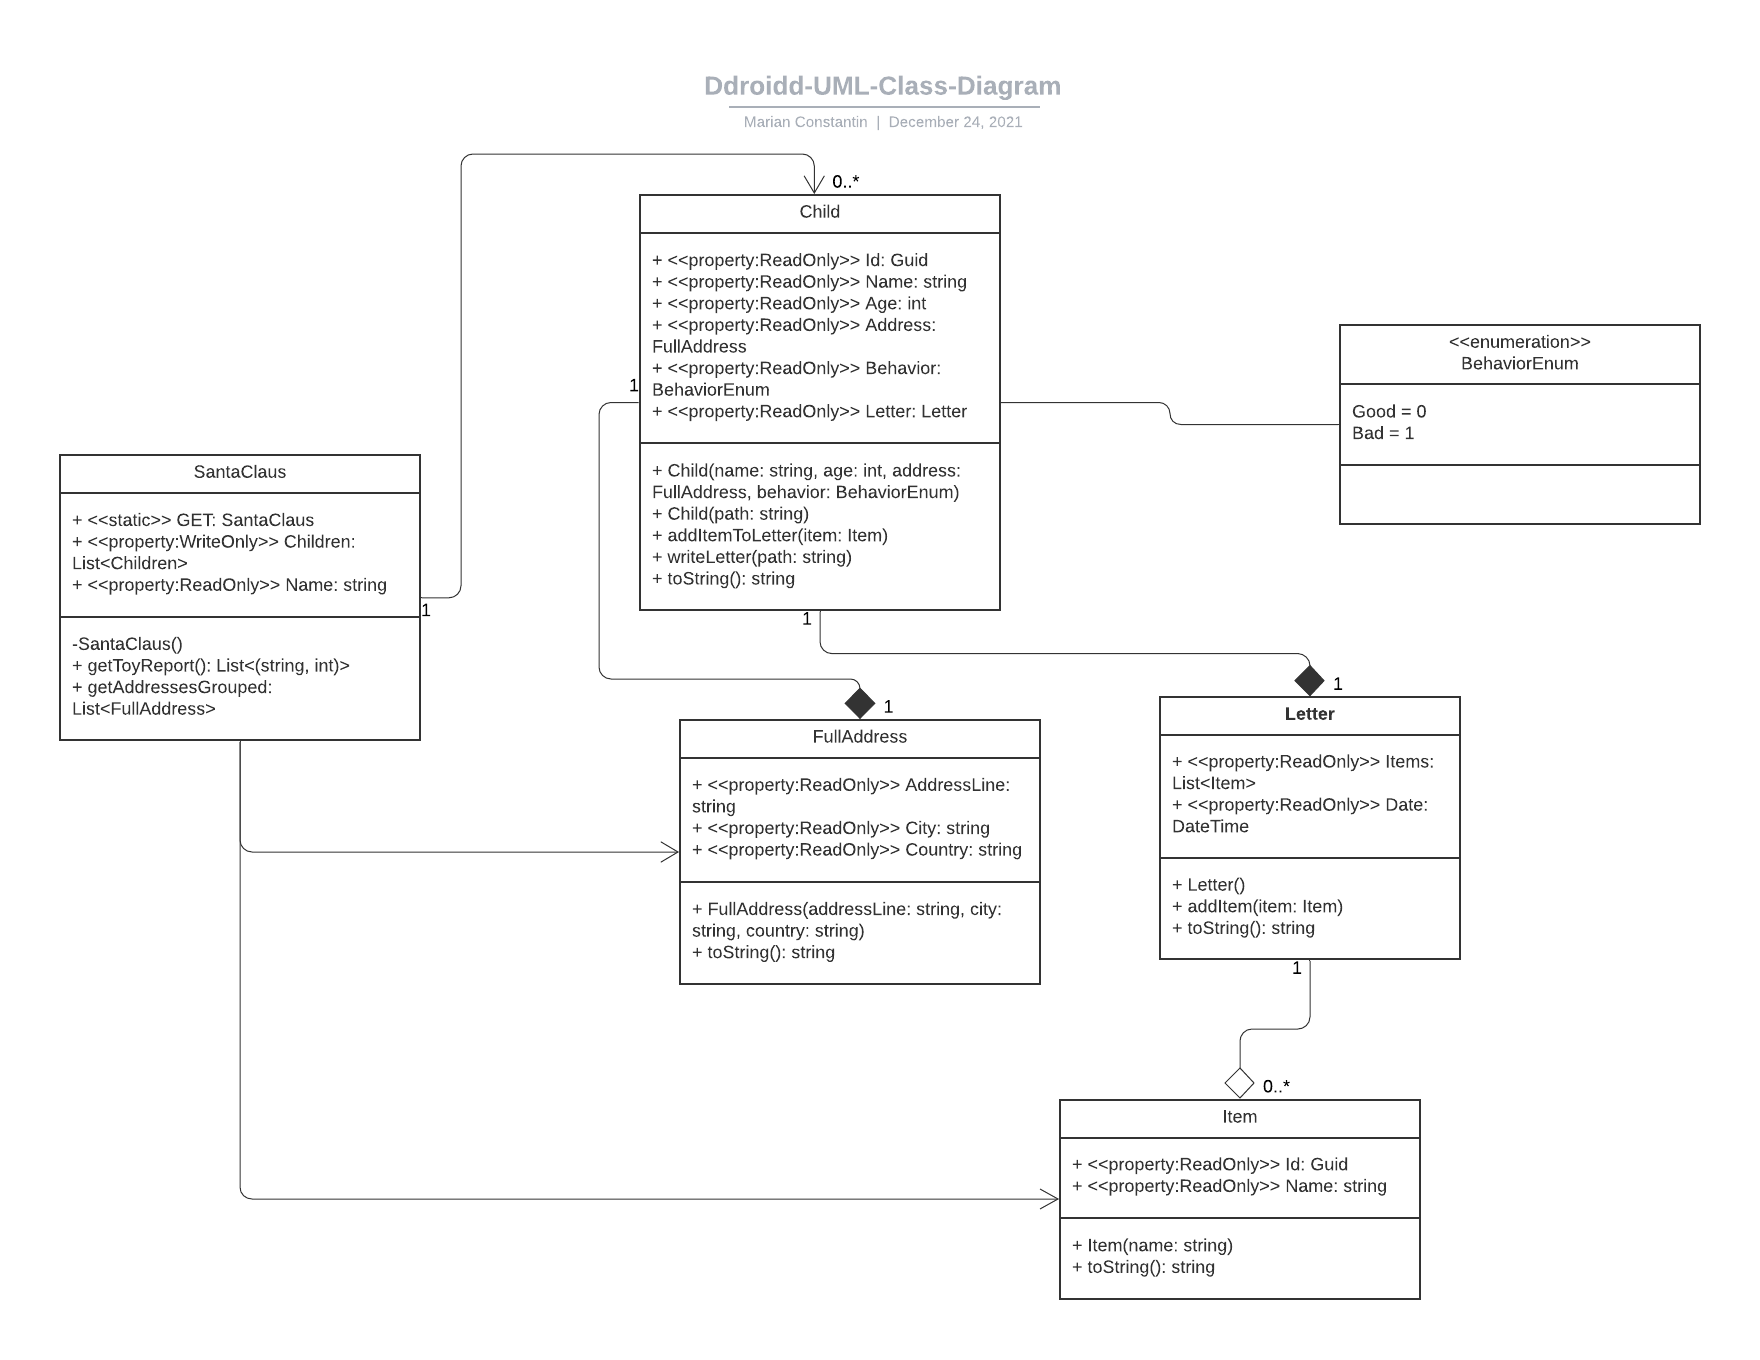 Ddroidd-UML-Class-Diagram
Marian Constantin | December 24, 2021
0..*
Child
+ <<property:ReadOnly>> Id: Guid
+ <<property:ReadOnly>> Name: string
+ <<property:ReadOnly>> Age: int
+ <<property:ReadOnly>> Address:
FullAddress
+ <<property:ReadOnly>> Behavior:
BehaviorEnum
+ <<property:ReadOnly>> Letter: Letter
1
+ Child(name: string, age: int, address:
FullAddress, behavior: BehaviorEnum)
+ Child(path: string)
+ addItemToLetter(item: Item)
+ writeLetter(path: string)
+ toString(): string
1
<<enumeration>>
BehaviorEnum
Good = 0
Bad = 1
SantaClaus
+ <<static>> GET: SantaClaus
+ <<property:WriteOnly>> Children:
List<Children>
+ <<property:ReadOnly>> Name: string
1
-SantaClaus()
+ getToyReport(): List<(string, int)>
+ getAddressesGrouped:
List<FullAddress>
1
FullAddress
+ <<property:ReadOnly>> AddressLine:
string
+ <<property:ReadOnly>> City: string
+ <<property:ReadOnly>> Country: string
+ FullAddress(addressLine: string, city:
string, country: string)
+ toString(): string
1
Letter
+ <<property:ReadOnly>> Items:
List<Item>
+ <<property:ReadOnly>> Date:
DateTime
+ Letter()
+ addItem(item: Item)
+ toString(): string
1
0..*
Item
+ <<property:ReadOnly>> Id: Guid
+ <<property:ReadOnly>> Name: string
+ Item(name: string)
+ toString(): string